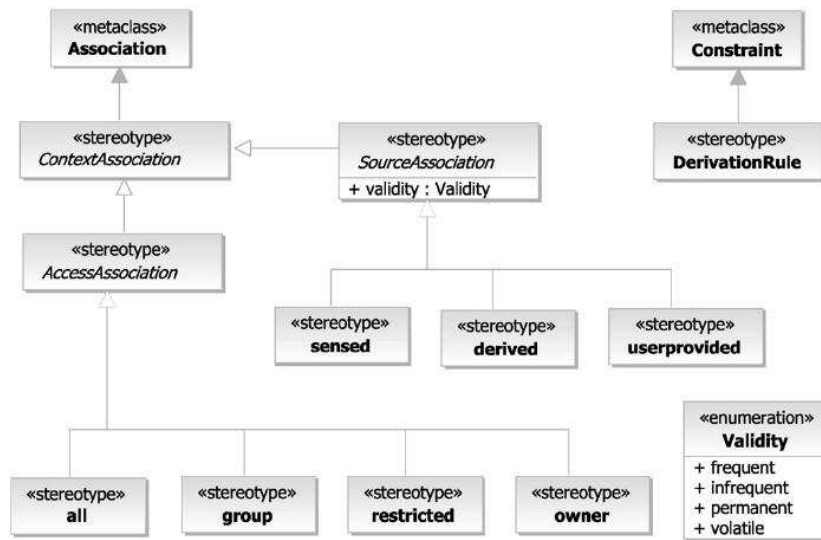 «metaclass»
Association
«metaclass»
Constraint
«stereotype»
ContextAssociation
«stereotype»
SourceAssociation
+ validity : Validity
«stereotype»
DerivationRule
«stereotype»
AccessAssociation
«stereotype»
sensed
«stereotype»
derived
«stereotype»
userprovided
«enumeration»
Validity
+ frequent
+ infrequent
+ permanent
+ volatile
«stereotype»
all
«stereotype»
group
«stereotype»
restricted
«stereotype»
owner